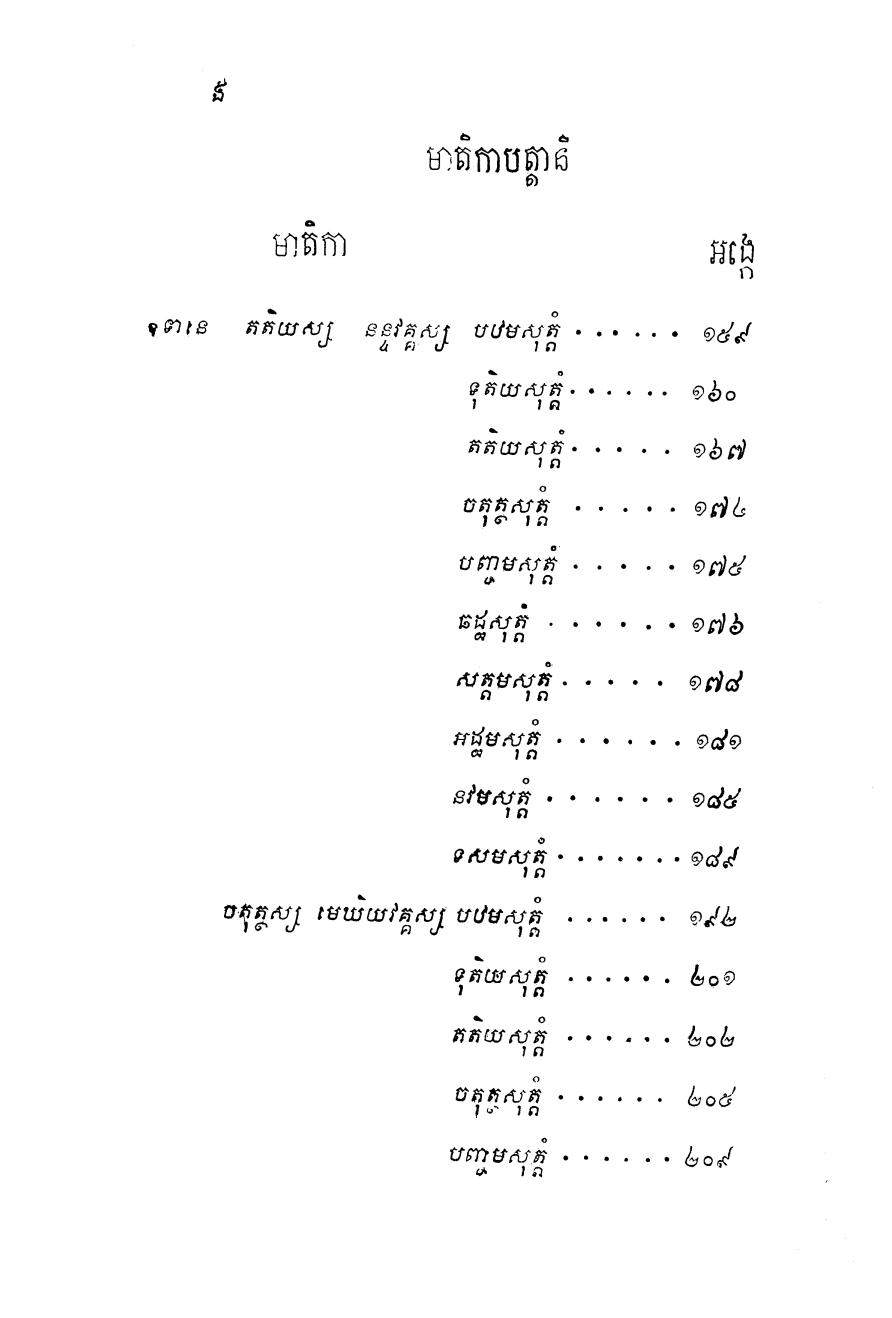 ង
មាតិកាបត្តានិ
មាតិកា អង្កេ
ឧទានេ តតិយស្ស នន្ទវគ្គស្ស បឋមសុត្តំ · · · · · · ១៥៩
ទុតិយសុត្តំ · · · · · · ១៦០
តតិយសុត្តំ · · · · · ១៦៧
ចតុត្ថសុត្តំ · · · · · ១៧៤
បញ្ចមសុត្តំ · · · · · ១៧៥
ឆដ្ឋសុត្តំ · · · · · · ១៧៦
សត្តមសុត្តំ · · · · · ១៧៨
អដ្ឋមសុត្តំ · · · · · · ១៨១
នវមសុត្តំ · · · · · · ១៨៥
ទសមសុត្តំ · · · · · · · ១៨៩
ចតុត្ថស្ស មេឃិយវគ្គស្ស បឋមសុត្តំ · · · · · · ១៩២
ទុតិយសុត្តំ · · · · · · ២០១
តតិយសុត្តំ · · · · · · ២០២
ចតុត្ថសុត្តំ · · · · · · ២០៥
បញ្ចមសុត្តំ · · · · · · ២០៩